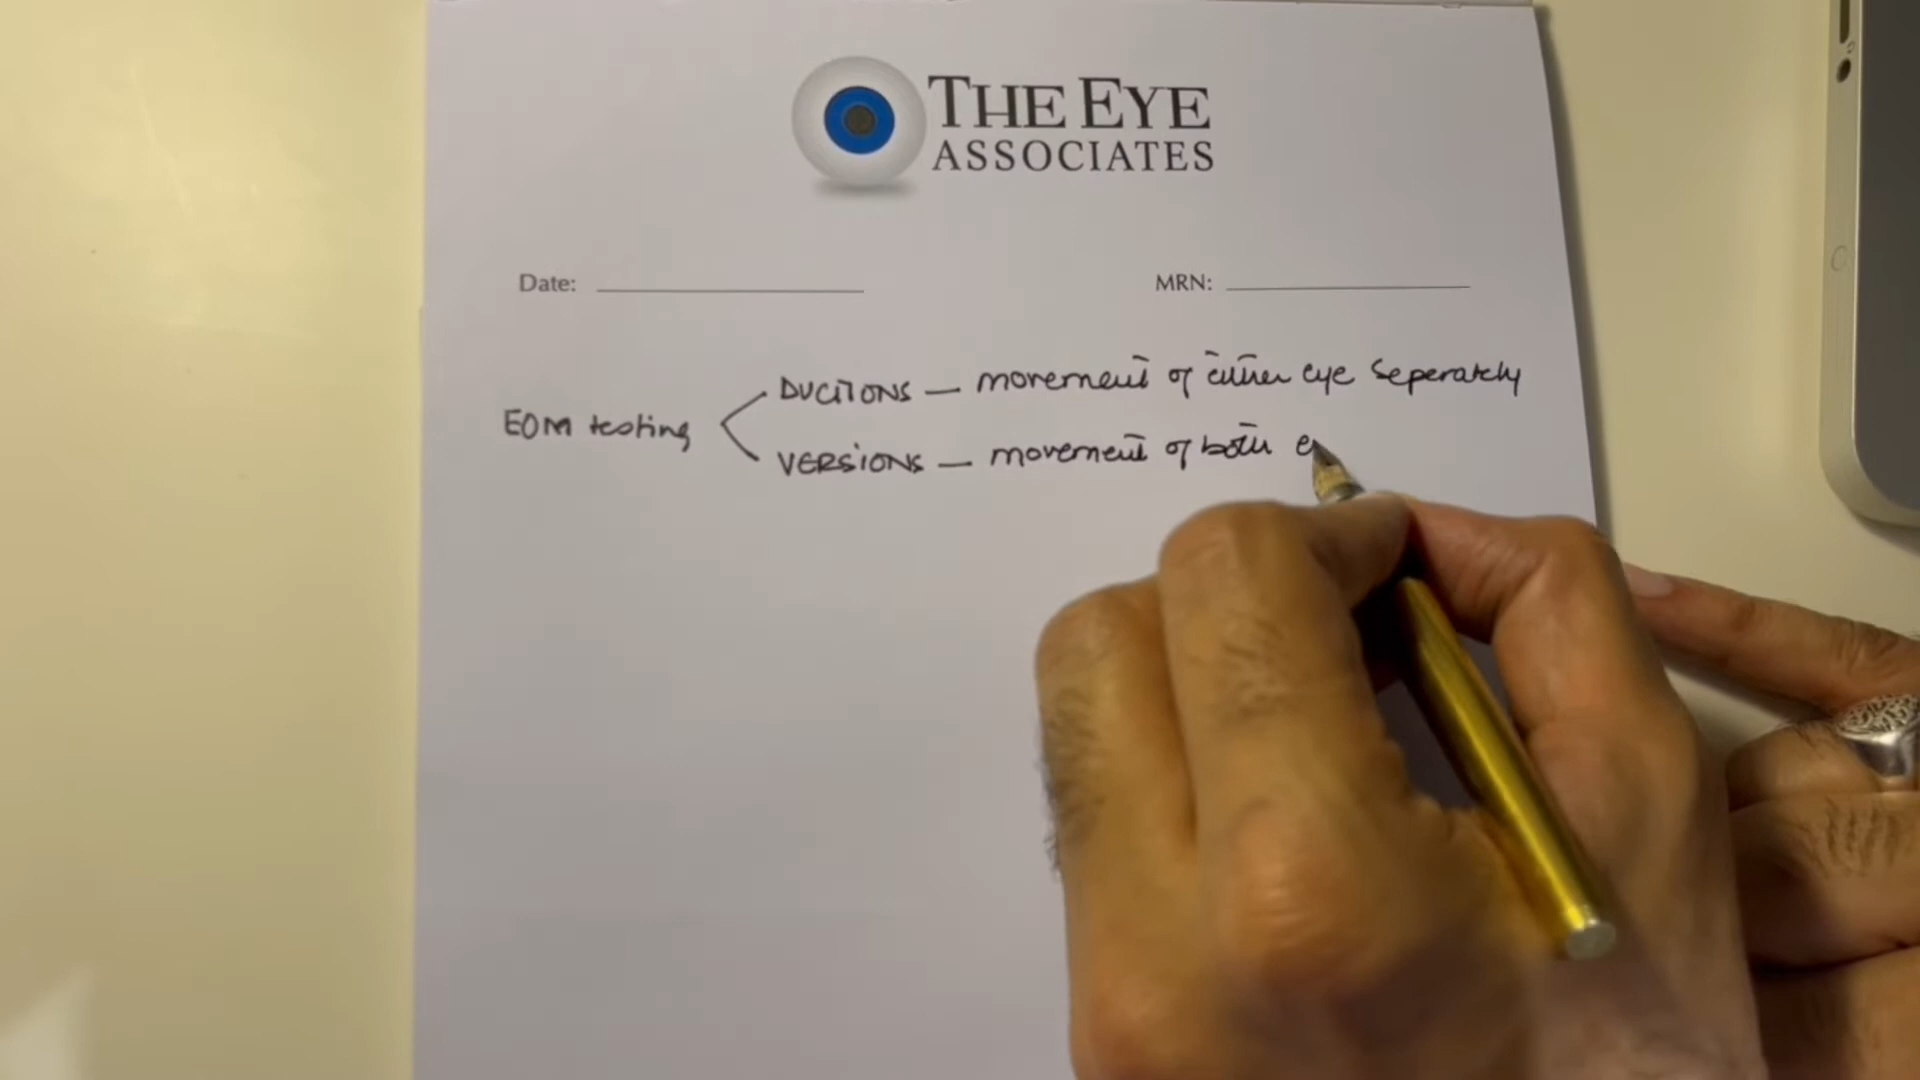 THE EYE
ASSOCIATES
Date: MRN:
DUCTIONS — movement of either eye seperately
EOM testing
VERSIONS — movement of both e